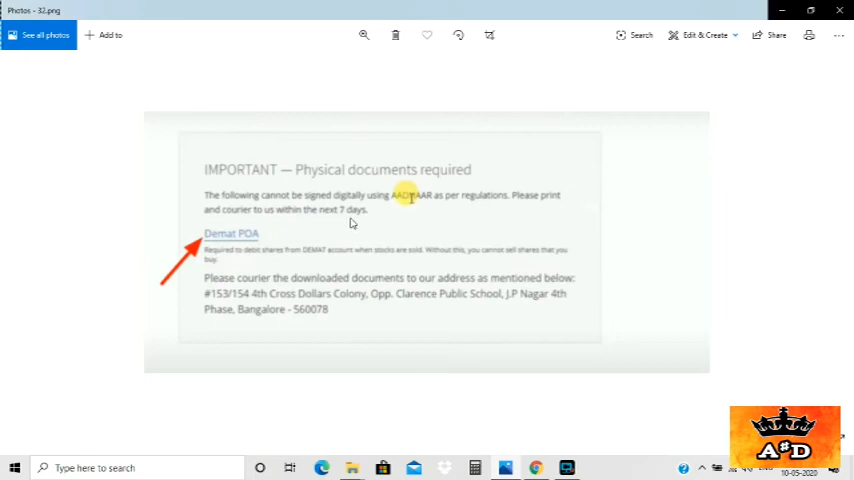 Photos - 32.png
See all photos
Add to
Search
Edit & Create
Share
IMPORTANT — Physical documents required
The following cannot be signed digitally using AADHAAR as per regulations. Please print
and courier to us within the next 7 days.
Demat POA
Required to debit shares from DEMAT account when stocks are sold. Without this, you cannot sell shares that you
buy.
Please courier the downloaded documents to our address as mentioned below:
#153/154 4th Cross Dollars Colony, Opp. Clarence Public School, J.P Nagar 4th
Phase, Bangalore - 560078
A#D
Type here to search
10-05-2020